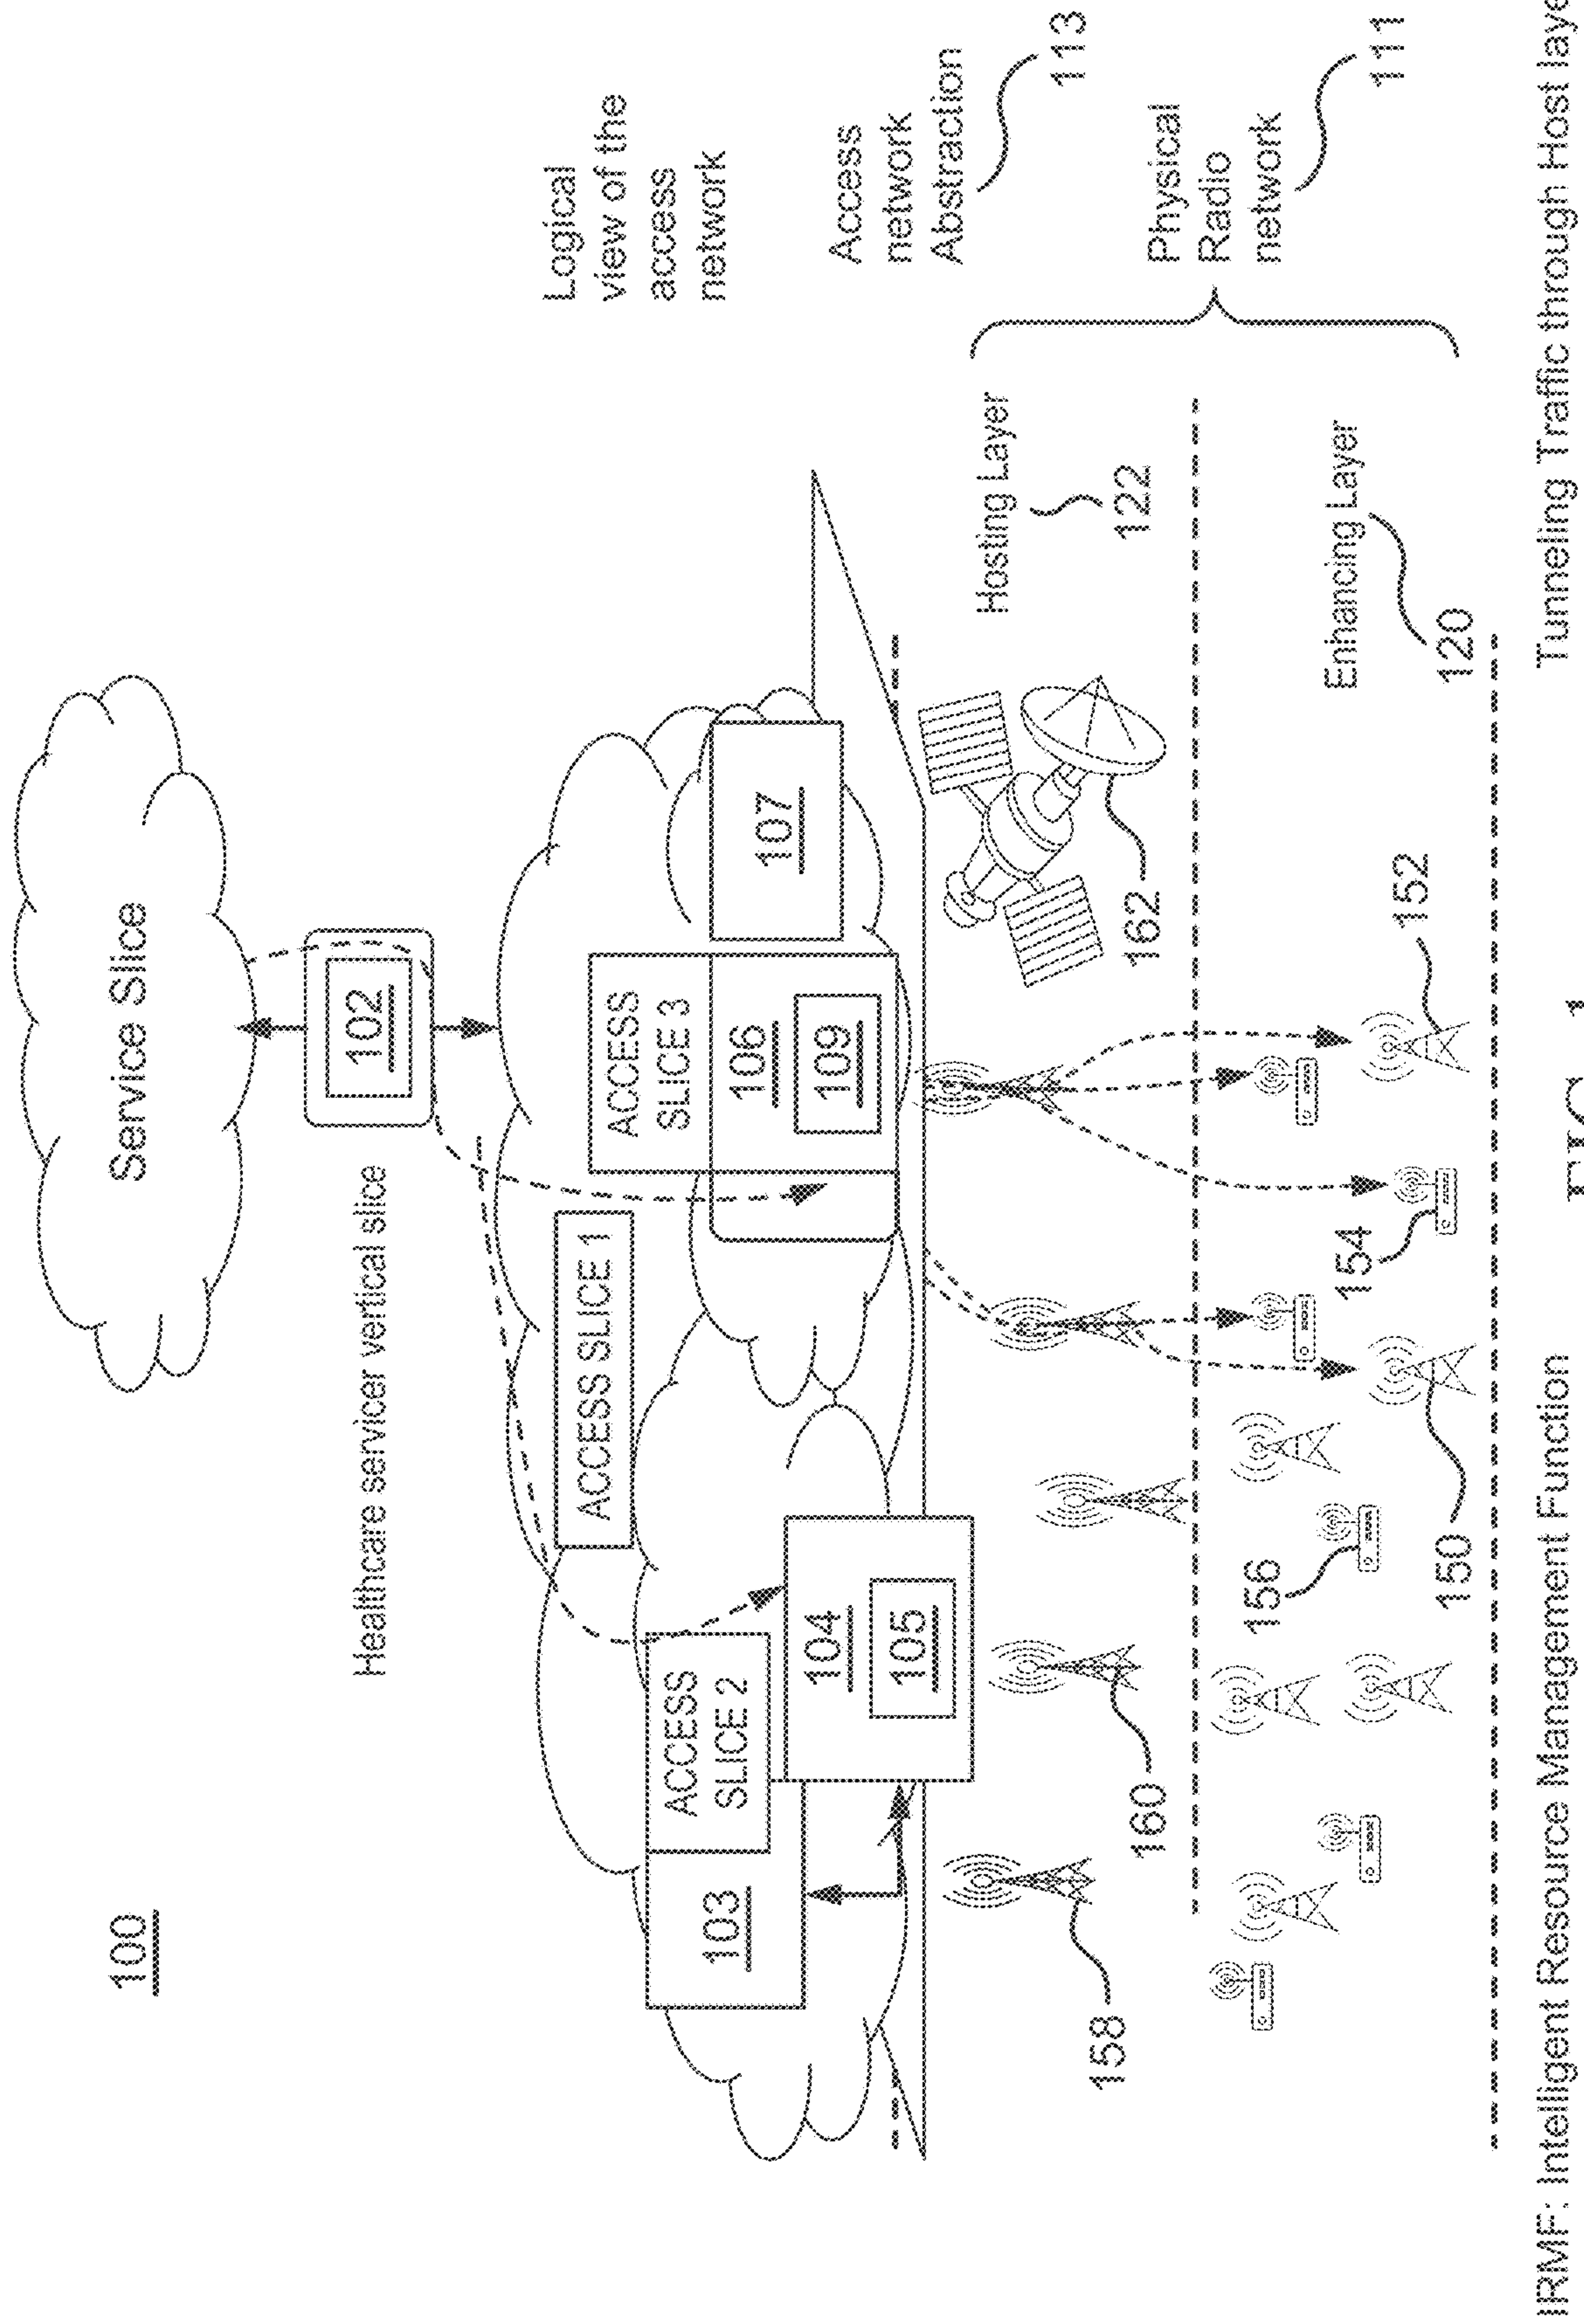 100
Service Slice
102
Healthcare servicer vertical slice
Logical
view of the
access
network
ACCESS SLICE 1
ACCESS
SLICE 3
ACCESS
SLICE 2
103
104
105
106
109
107
Access
network
Abstraction
113
Hosting Layer
122
Physical
Radio
network
111
158
160
162
156
154
152
150
Enhancing Layer
120
IRMF: Intelligent Resource Management Function
Tunneling Traffic through Host laye